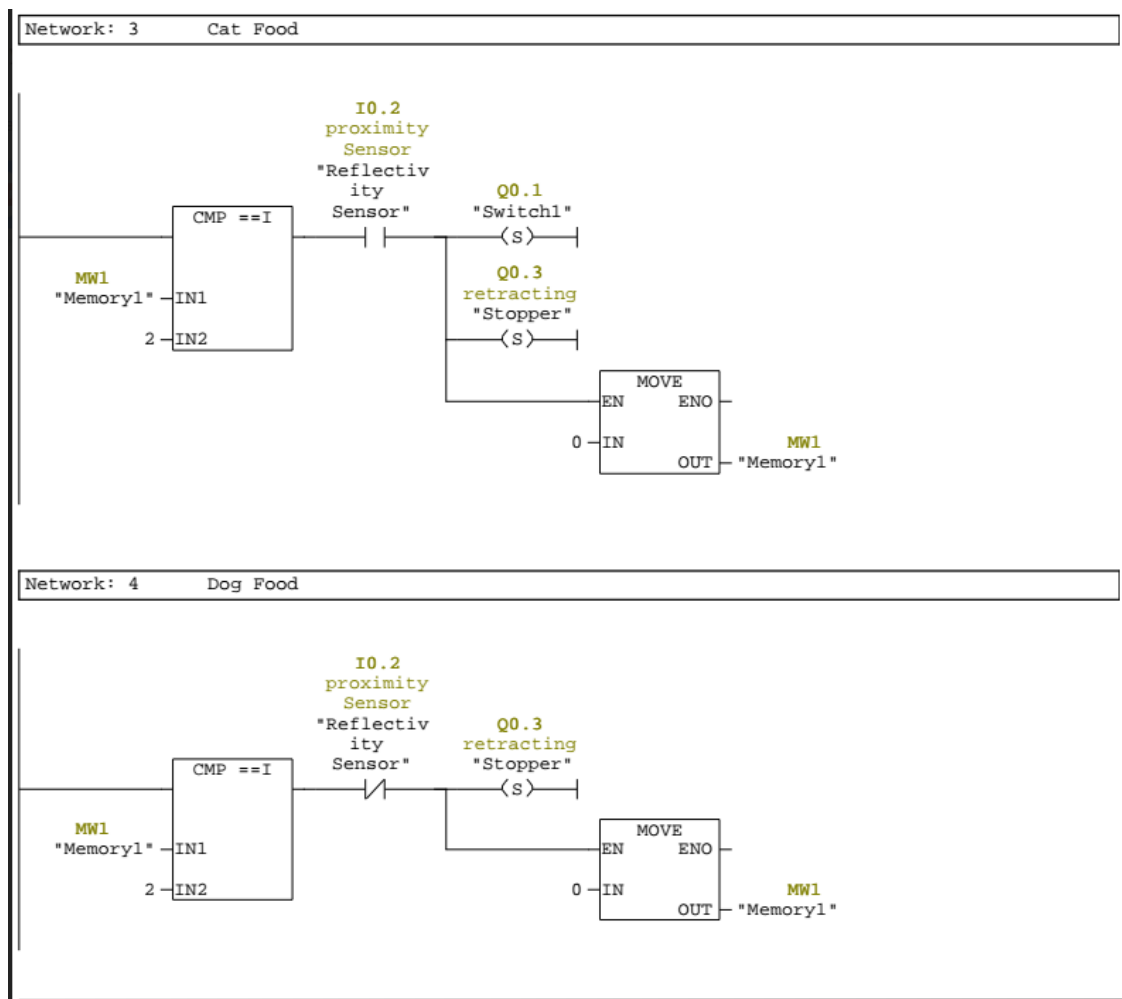 Network: 3 Cat Food
I0.2
proximity
Sensor
"Reflectiv
ity
Sensor"
Q0.1
"Switch1"
CMP ==I
(S)
MW1
"Memory1"
IN1
2
IN2
Q0.3
retracting
"Stopper"
(S)
MOVE
EN ENO
0
IN
MW1
OUT
"Memory1"
Network: 4 Dog Food
I0.2
proximity
Sensor
"Reflectiv
ity
Sensor"
Q0.3
retracting
"Stopper"
CMP ==I
(S)
MW1
"Memory1"
IN1
2
IN2
MOVE
EN ENO
0
IN
MW1
OUT
"Memory1"